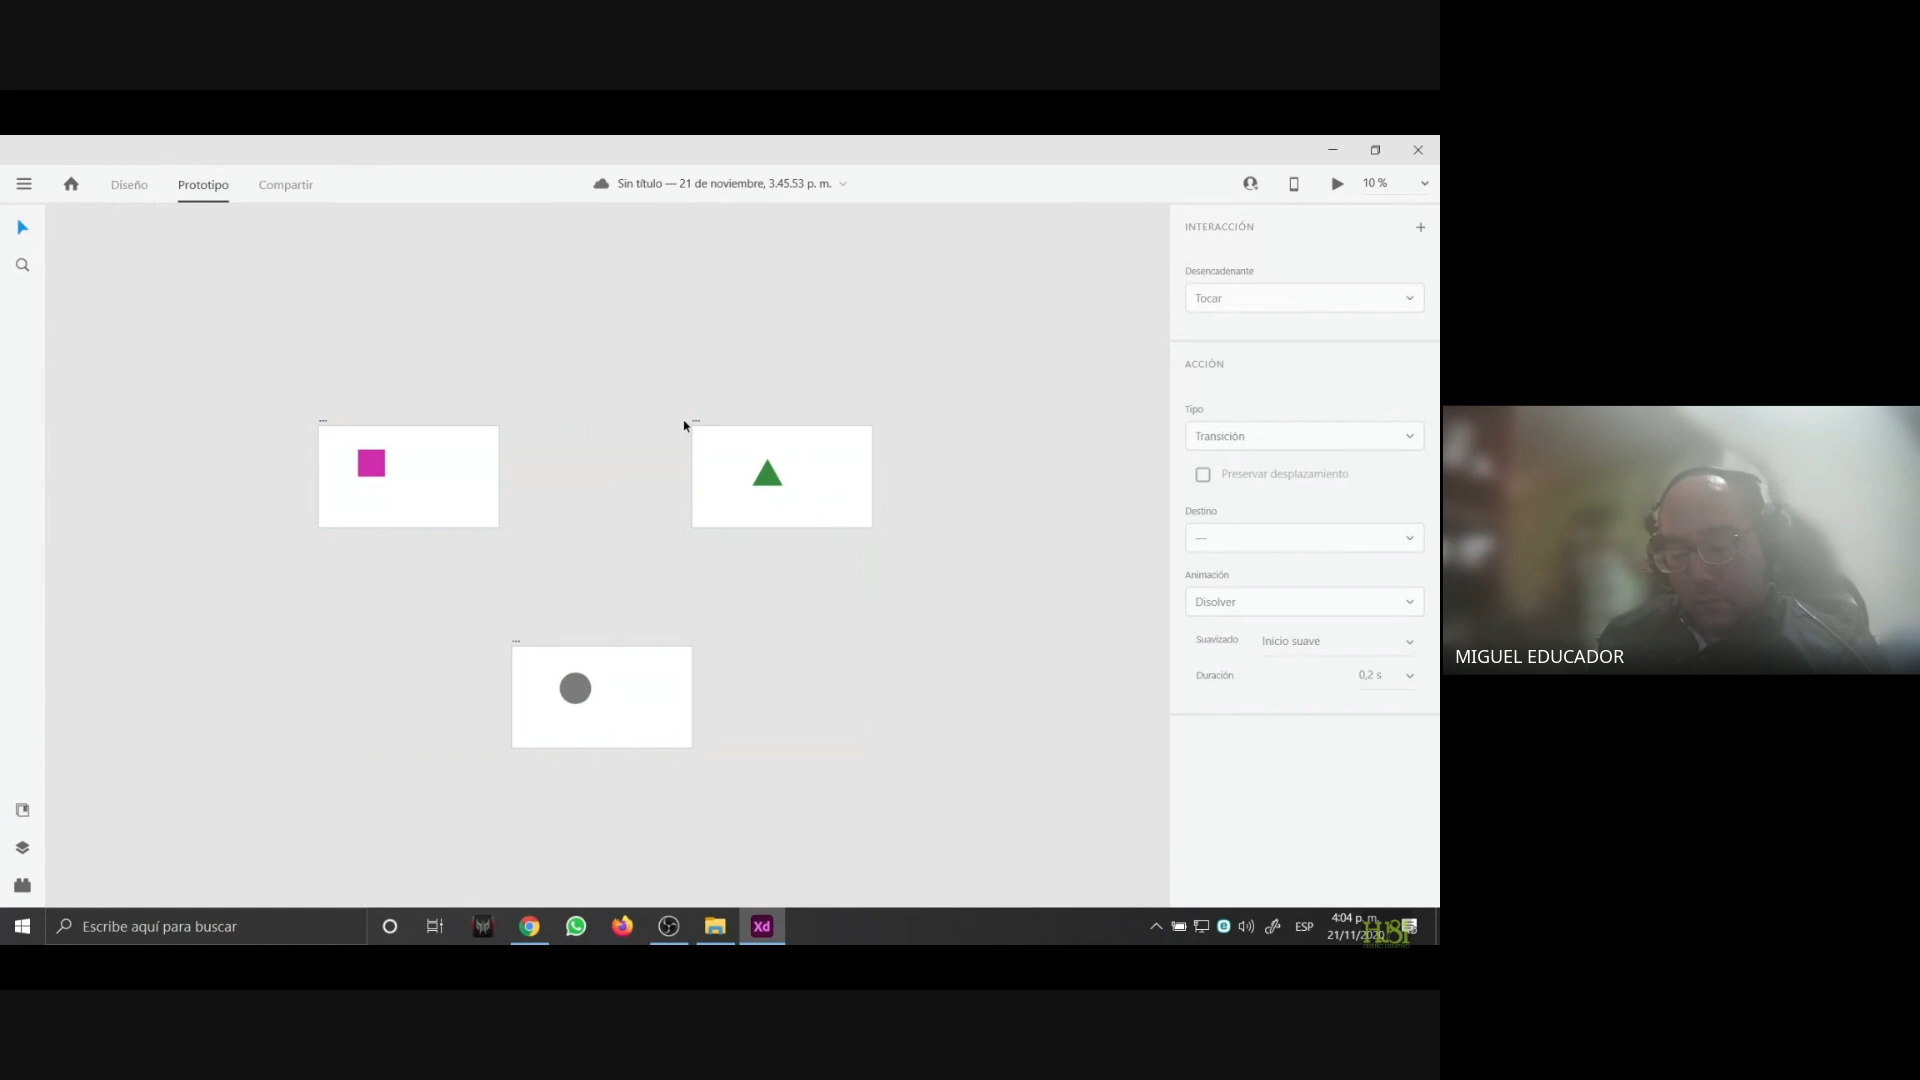 Diseño
Prototipo
Compartir
Sin título — 21 de noviembre, 3.45.53 p. m.
10 %
INTERACCIÓN
Desencadenante
Tocar
ACCIÓN
Tipo
Transición
Preservar desplazamiento
Destino
—
Animación
Disolver
Suavizado
Inicio suave
Duración
0,2 s
MIGUEL EDUCADOR
Escribe aquí para buscar
Xd
ESP
4:04 p. m.
21/11/2020